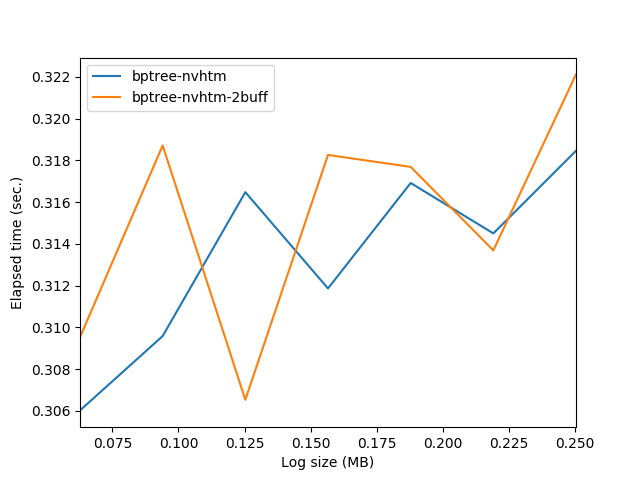 bptree-nvhtm
bptree-nvhtm-2buff
Elapsed time (sec.)
0.322
0.320
0.318
0.316
0.314
0.312
0.310
0.308
0.306
0.075 0.100 0.125 0.150 0.175 0.200 0.225 0.250
Log size (MB)